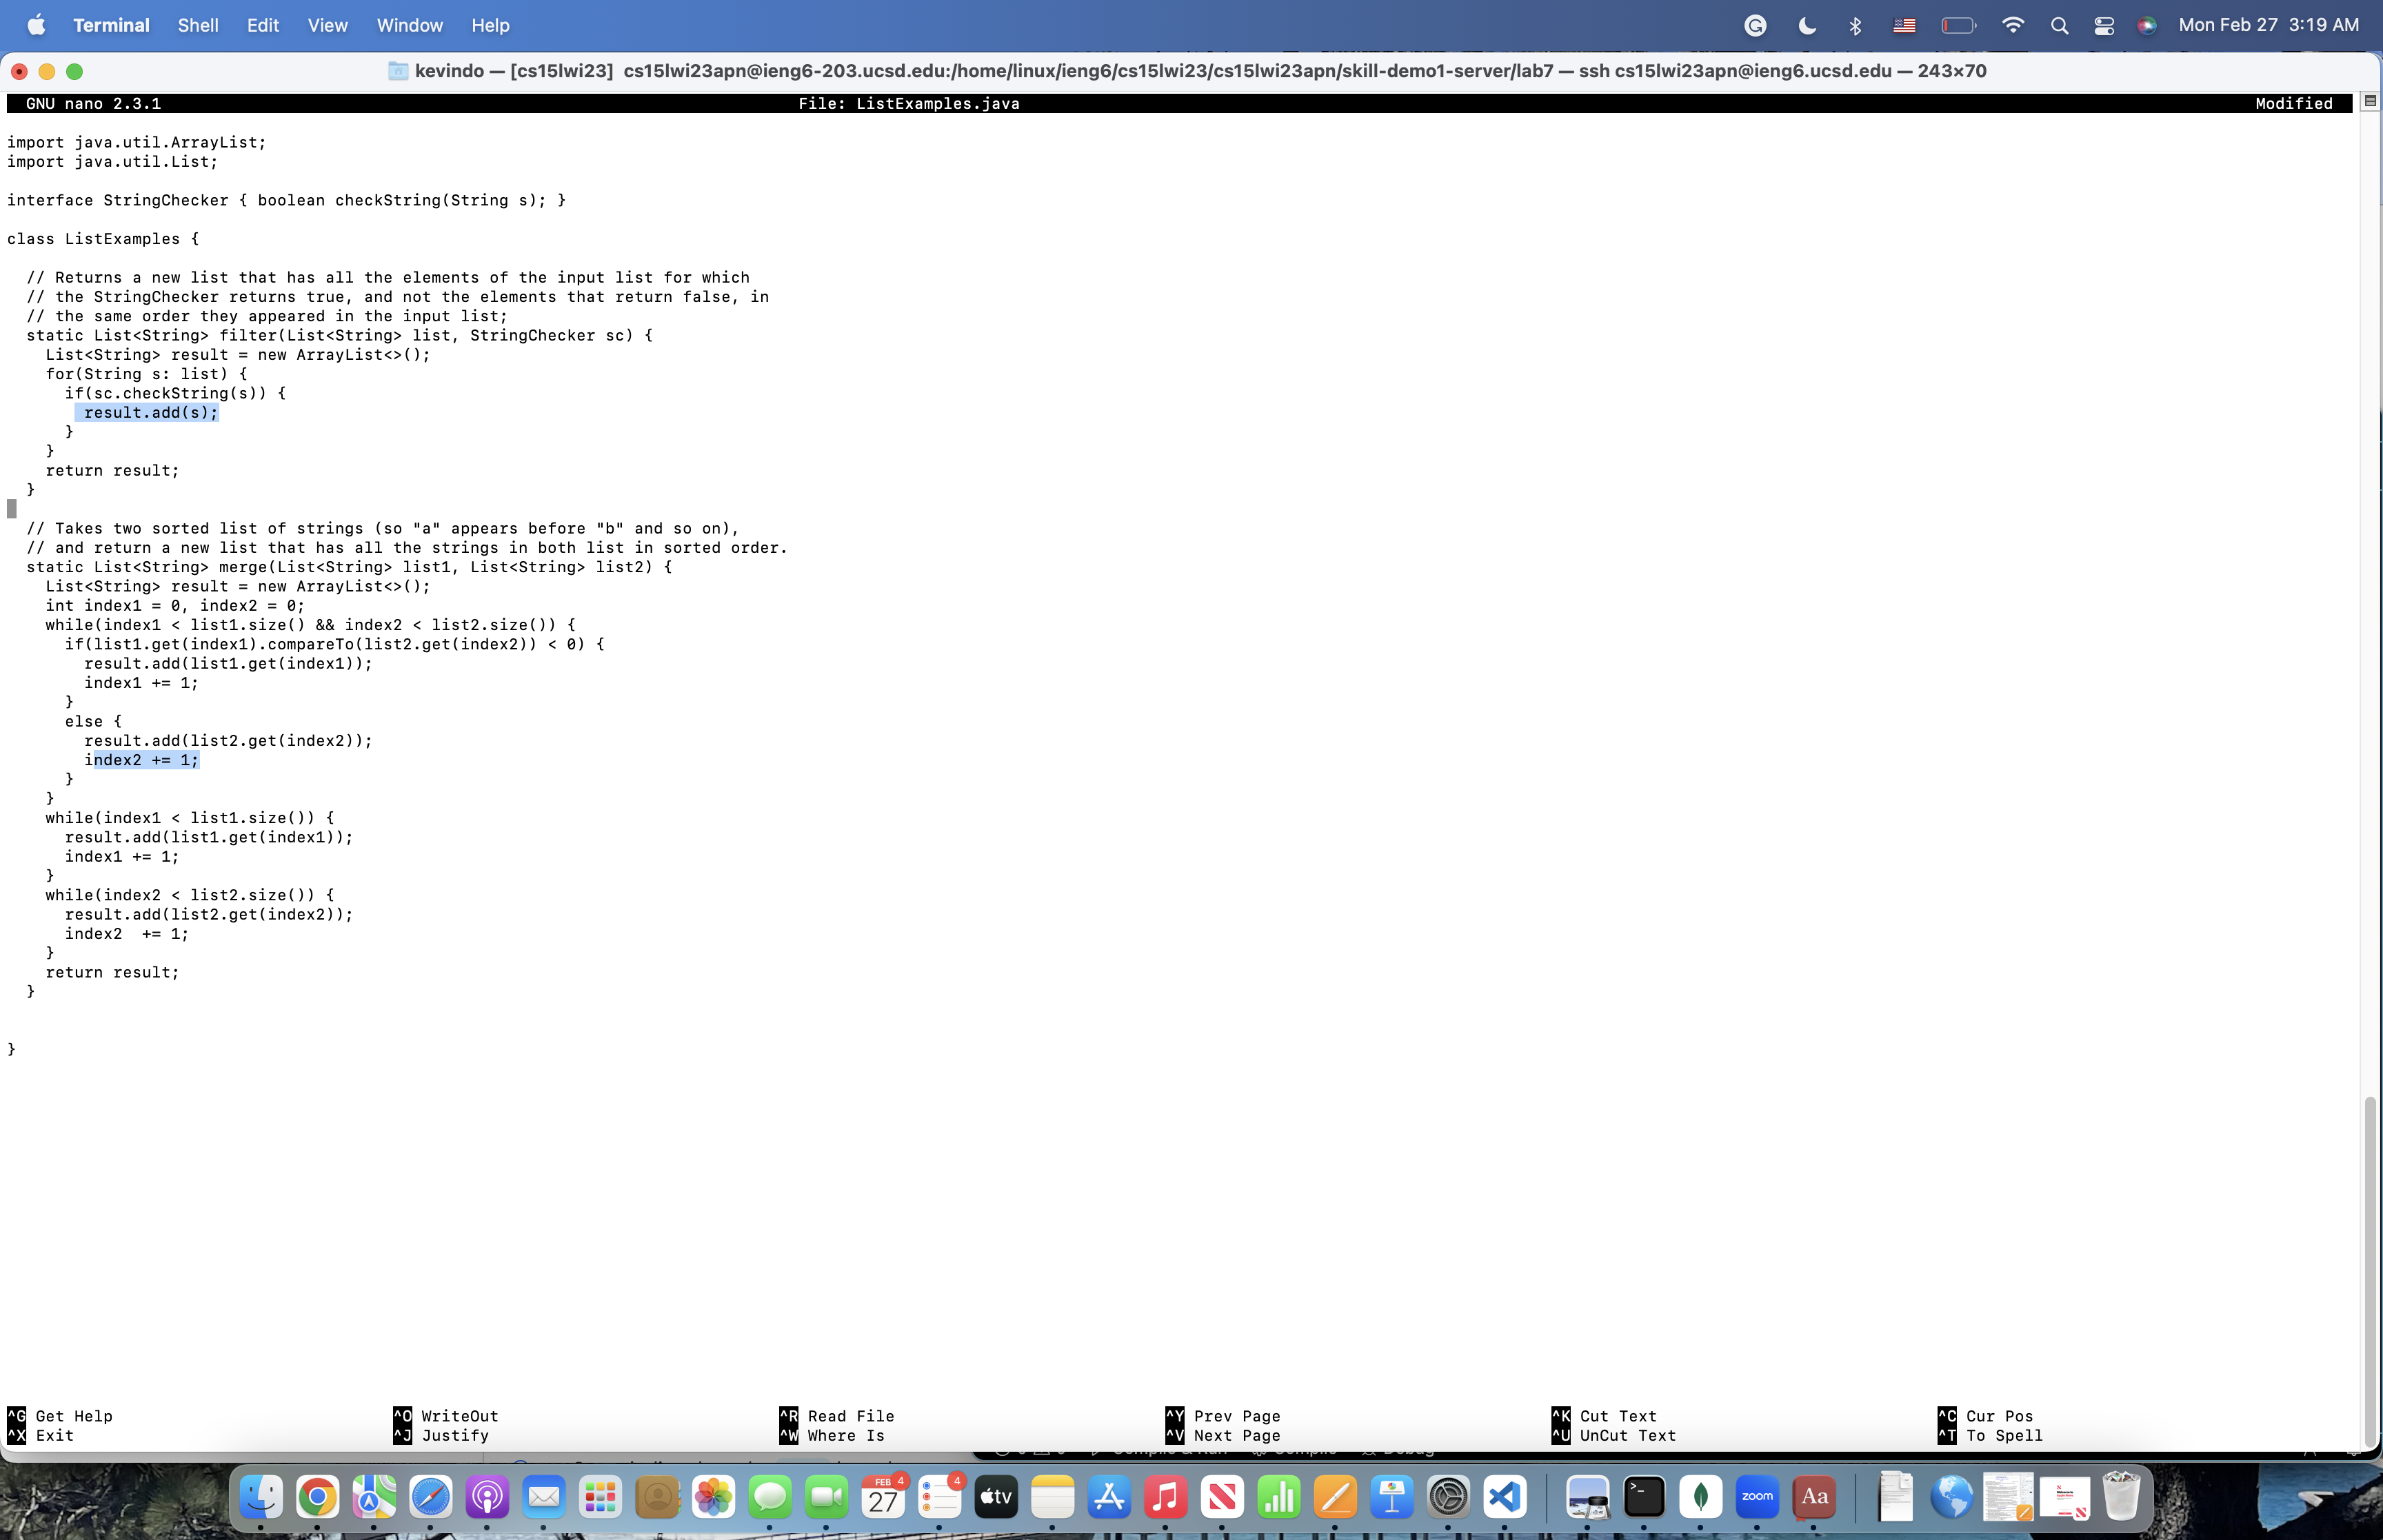 Terminal Shell Edit View Window Help Mon Feb 27 3:19 AM
kevindo — [cs15lwi23] cs15lwi23apn@ieng6-203.ucsd.edu:/home/linux/ieng6/cs15lwi23/cs15lwi23apn/skill-demo1-server/lab7 — ssh cs15lwi23apn@ieng6.ucsd.edu — 243×70
GNU nano 2.3.1 File: ListExamples.java Modified
import java.util.ArrayList;
import java.util.List;
interface StringChecker { boolean checkString(String s); }
class ListExamples {
// Returns a new list that has all the elements of the input list for which
// the StringChecker returns true, and not the elements that return false, in
// the same order they appeared in the input list;
static List<String> filter(List<String> list, StringChecker sc) {
List<String> result = new ArrayList<>();
for(String s: list) {
if(sc.checkString(s)) {
result.add(s);
}
}
return result;
}
// Takes two sorted list of strings (so "a" appears before "b" and so on),
// and return a new list that has all the strings in both list in sorted order.
static List<String> merge(List<String> list1, List<String> list2) {
List<String> result = new ArrayList<>();
int index1 = 0, index2 = 0;
while(index1 < list1.size() && index2 < list2.size()) {
if(list1.get(index1).compareTo(list2.get(index2)) < 0) {
result.add(list1.get(index1));
index1 += 1;
}
else {
result.add(list2.get(index2));
index2 += 1;
}
}
while(index1 < list1.size()) {
result.add(list1.get(index1));
index1 += 1;
}
while(index2 < list2.size()) {
result.add(list2.get(index2));
index2  += 1;
}
return result;
}
}
^G Get Help ^O WriteOut ^R Read File ^Y Prev Page ^K Cut Text ^C Cur Pos
^X Exit ^J Justify ^W Where Is ^V Next Page ^U UnCut Text ^T To Spell
FEB 4 27 4 tv >_ zoom Aa